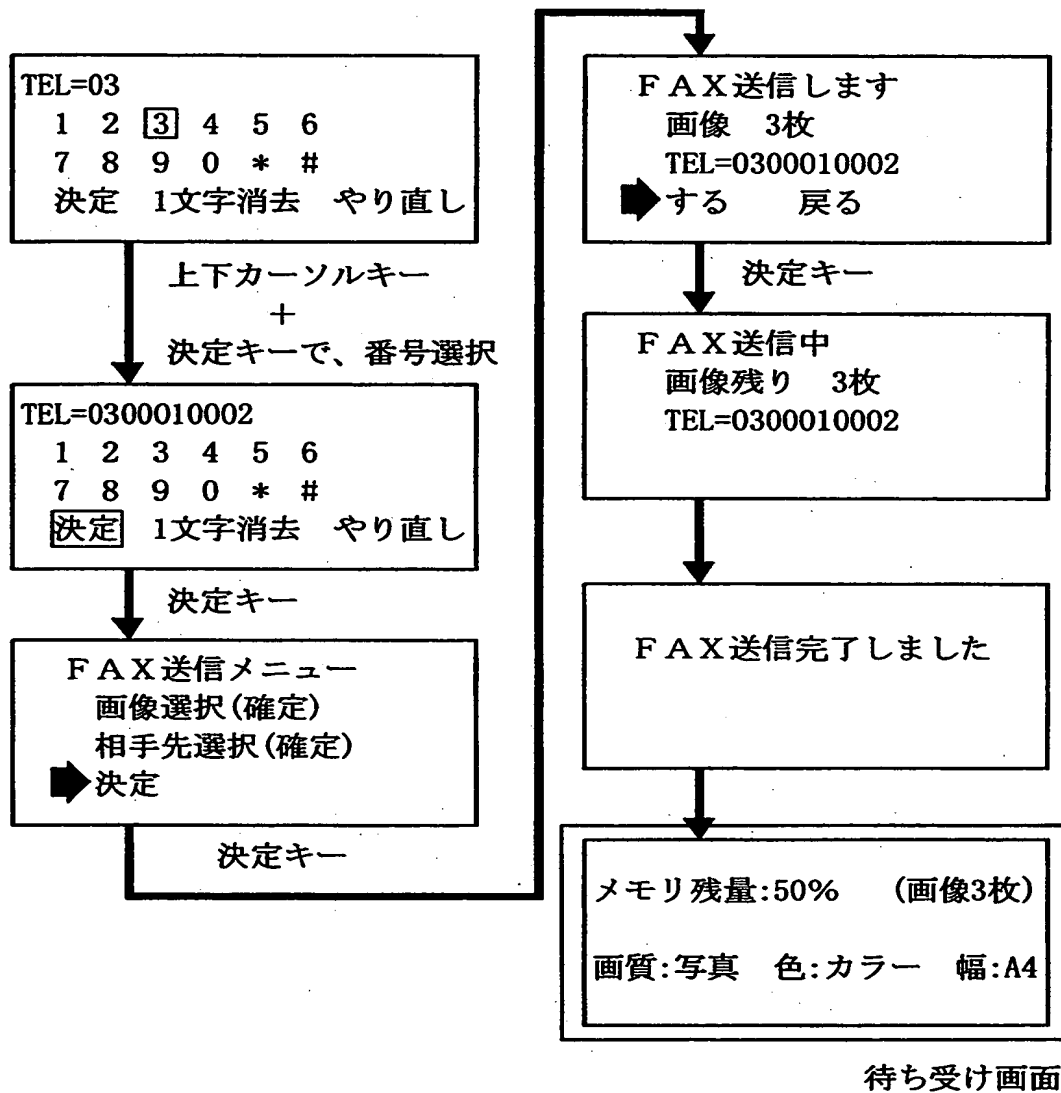 TEL=03
1 2 3 4 5 6
7 8 9 0 * #
決定 1文字消去 やり直し
上下カーソルキー
+
決定キーで、番号選択
TEL=0300010002
1 2 3 4 5 6
7 8 9 0 * #
決定 1文字消去 やり直し
決定キー
FAX送信メニュー
画像選択(確定)
相手先選択(確定)
決定
決定キー
FAX送信します
画像 3枚
TEL=0300010002
する 戻る
決定キー
FAX送信中
画像残り 3枚
TEL=0300010002
FAX送信完了しました
メモリ残量:50% (画像3枚)
画質:写真 色:カラー 幅:A4
待ち受け画面